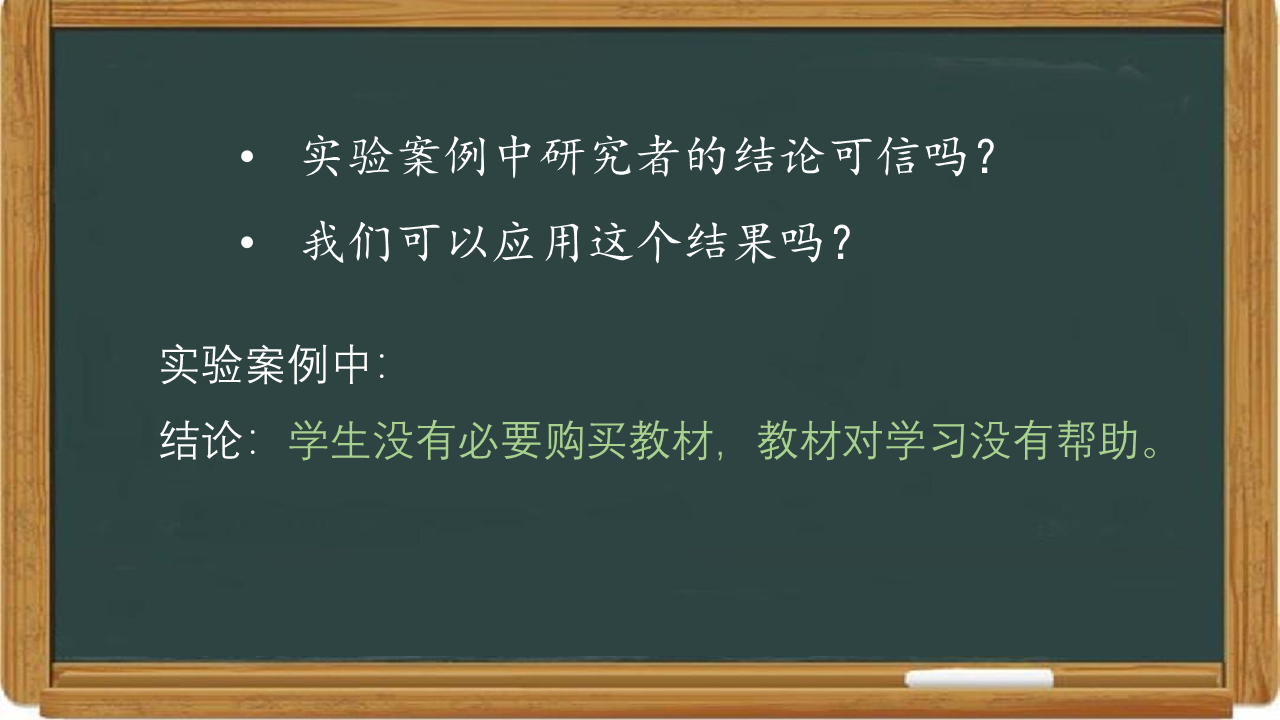 • 实验案例中研究者的结论可信吗？
• 我们可以应用这个结果吗？
实验案例中：
结论：学生没有必要购买教材，教材对学习没有帮助。